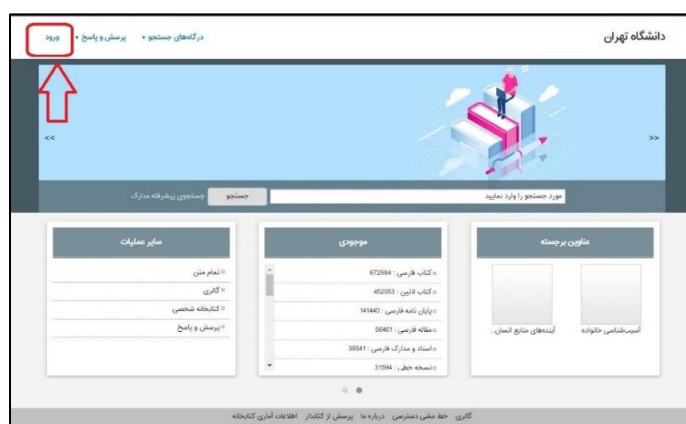 دانشگاه تهران
درگاه‌های جستجو
پرسش و پاسخ
ورود
<<
>>
مورد جستجو را وارد نمایید
جستجو
جستجوی پیشرفته مدارک
عناوین برجسته
آسیب‌شناسی خانواده
آینده‌های منابع انسان...
موجودی
کتاب فارسی : 672594
کتاب لاتین : 452053
پایان نامه فارسی : 141440
مقاله فارسی : 56461
اسناد و مدارک فارسی : 38541
نسخه خطی : 31594
سایر عملیات
تمام متن
گالری
کتابخانه شخصی
پرسش و پاسخ
گالری خط مشی دسترسی درباره ما پرسش از کتابدار اطلاعات آماری کتابخانه